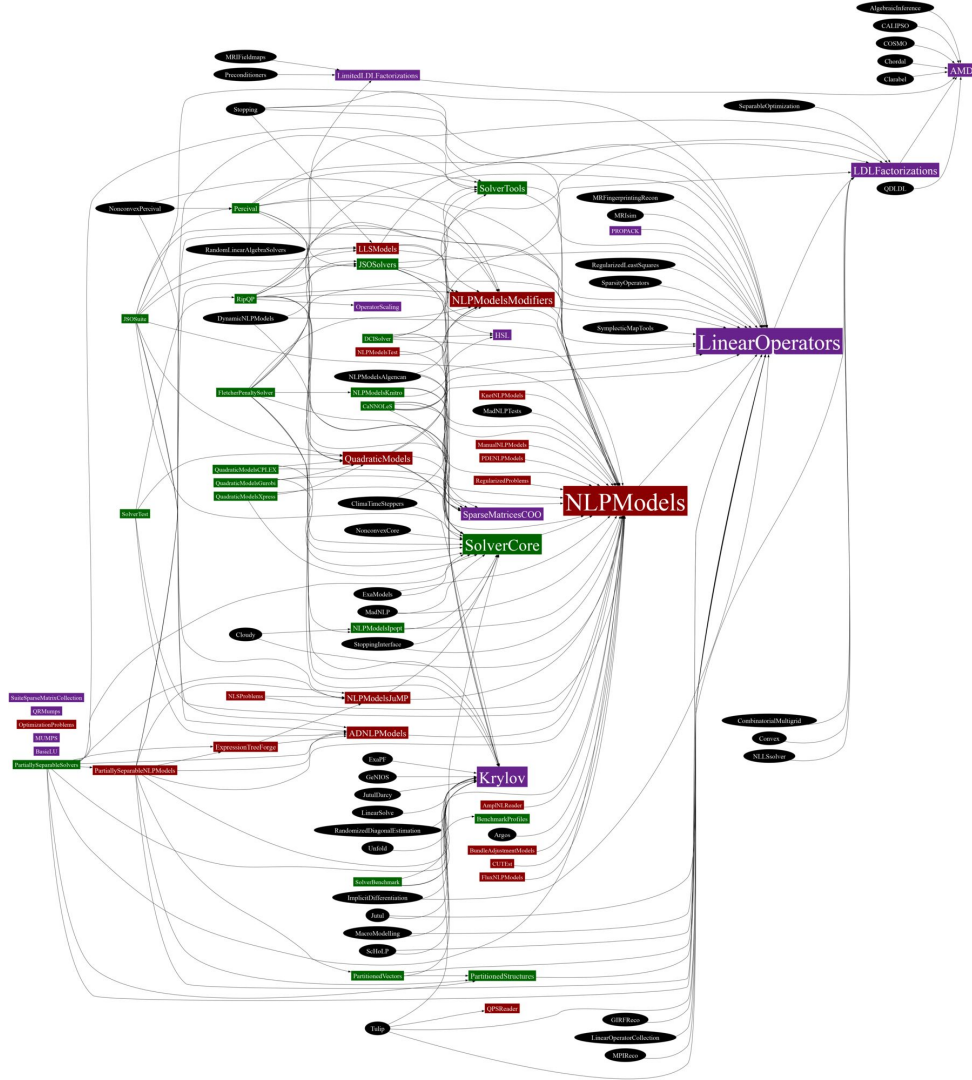 AlgebraicInference
CALIPSO
COSMO
Chordal
Clarabel
AMD
MRIFieldmaps
Preconditioners
LimitedLDLFactorizations
Stopping
SeparableOptimization
LDLFactorizations
QDLDL
SolverTools
NonconvexPercival
Percival
MRFingerprintingRecon
MRIsim
PROPACK
RandomLinearAlgebraSolvers
LLSModels
JSOSolvers
RegularizedLeastSquares
SparsityOperators
RipQP
OperatorScaling
NLPModelsModifiers
DynamicNLPModels
JSOSuite
SymplecticMapTools
LinearOperators
DCISolver
HSL
NLPModelsTest
NLPModelsAlgencan
FletcherPenaltySolver
NLPModelsKnitro
CaNNOLeS
KnetNLPModels
MadNLPTests
ManualNLPModels
PDENLPModels
RegularizedProblems
QuadraticModels
QuadraticModelsCPLEX
QuadraticModelsGurobi
QuadraticModelsXpress
NLPModels
ClimaTimeSteppers
SolverTest
SparseMatricesCOO
NonconvexCore
SolverCore
ExaModels
MadNLP
NLPModelsIpopt
Cloudy
StoppingInterface
SuiteSparseMatrixCollection
QRMumps
OptimizationProblems
MUMPS
BasicLU
PartiallySeparableSolvers
NLSProblems
NLPModelsJuMP
ADNLPModels
ExpressionTreeForge
PartiallySeparableNLPModels
CombinatorialMultigrid
Convex
NLLSsolver
ExaPF
GeNIOS
JutulDarcy
LinearSolve
RandomizedDiagonalEstimation
Unfold
Krylov
AmplNLReader
BenchmarkProfiles
Argos
BundleAdjustmentModels
CUTEst
FluxNLPModels
SolverBenchmark
ImplicitDifferentiation
Jutul
MacroModelling
ScHoLP
PartitionedVectors
PartitionedStructures
QPSReader
Tulip
GIRFReco
LinearOperatorCollection
MPIReco